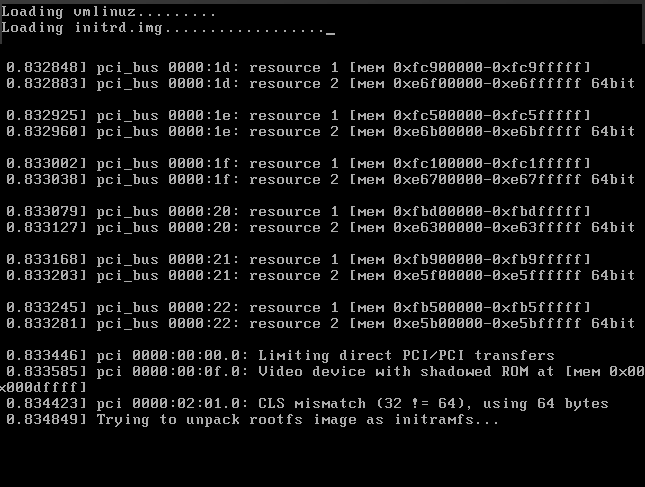 Loading vmlinuz.........
Loading initrd.img.................._
0.832848] pci_bus 0000:1d: resource 1 [mem 0xfc900000-0xfc9fffff]
0.832883] pci_bus 0000:1d: resource 2 [mem 0xe6f00000-0xe6ffffff 64bit
0.832925] pci_bus 0000:1e: resource 1 [mem 0xfc500000-0xfc5fffff]
0.832960] pci_bus 0000:1e: resource 2 [mem 0xe6b00000-0xe6bfffff 64bit
0.833002] pci_bus 0000:1f: resource 1 [mem 0xfc100000-0xfc1fffff]
0.833038] pci_bus 0000:1f: resource 2 [mem 0xe6700000-0xe67fffff 64bit
0.833079] pci_bus 0000:20: resource 1 [mem 0xfbd00000-0xfbdfffff]
0.833127] pci_bus 0000:20: resource 2 [mem 0xe6300000-0xe63fffff 64bit
0.833168] pci_bus 0000:21: resource 1 [mem 0xfb900000-0xfb9fffff]
0.833203] pci_bus 0000:21: resource 2 [mem 0xe5f00000-0xe5ffffff 64bit
0.833245] pci_bus 0000:22: resource 1 [mem 0xfb500000-0xfb5fffff]
0.833281] pci_bus 0000:22: resource 2 [mem 0xe5b00000-0xe5bfffff 64bit
0.833446] pci 0000:00:00.0: Limiting direct PCI/PCI transfers
0.833585] pci 0000:00:0f.0: Video device with shadowed ROM at [mem 0x00
x000dffff]
0.834423] pci 0000:02:01.0: CLS mismatch (32 != 64), using 64 bytes
0.834849] Trying to unpack rootfs image as initramfs...